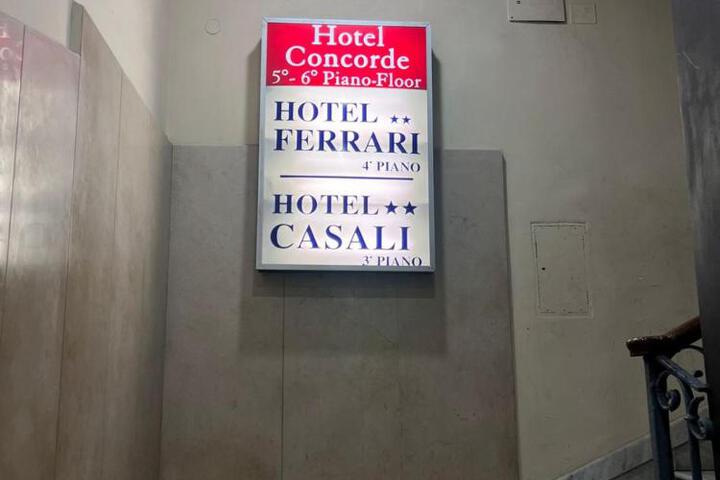 Hotel
Concorde
5°- 6° Piano-Floor
HOTEL ★★
FERRARI
4° PIANO
HOTEL ★★
CASALI
3° PIANO